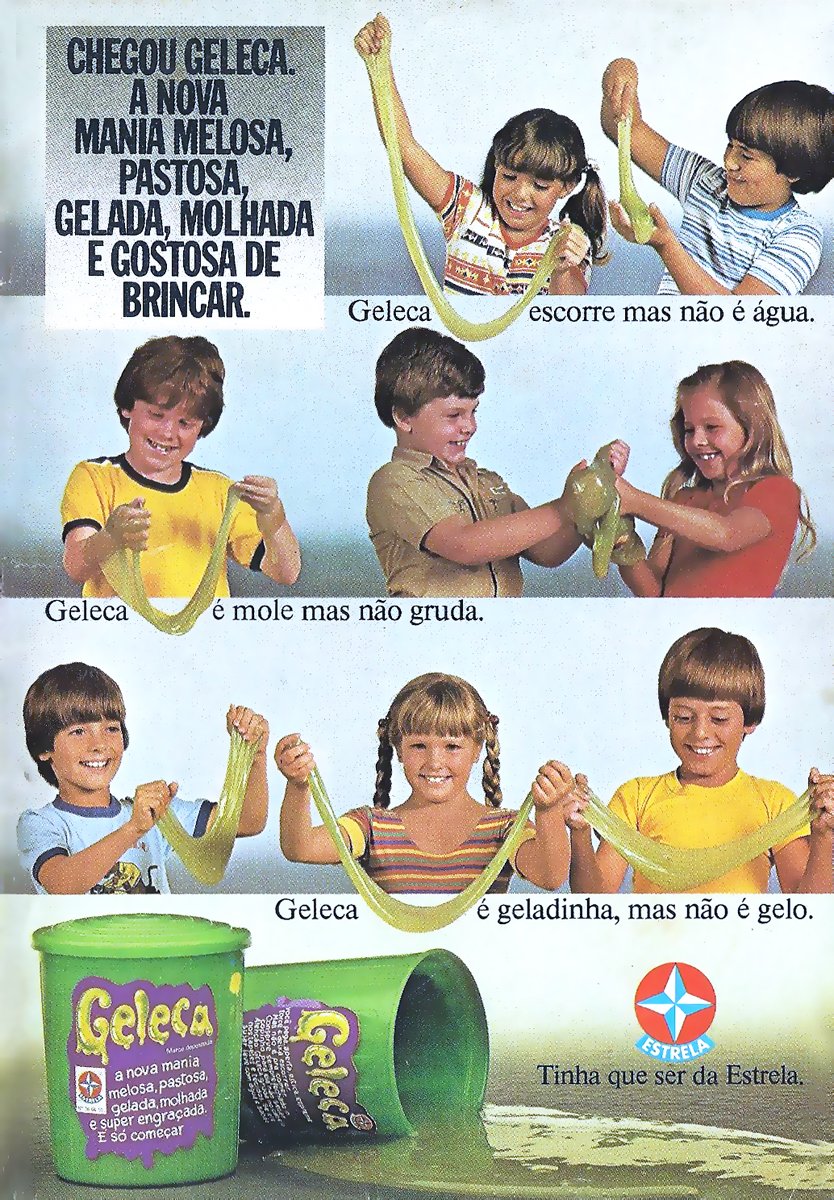 CHEGOU GELECA.
A NOVA
MANIA MELOSA,
PASTOSA,
GELADA, MOLHADA
E GOSTOSA DE
BRINCAR.
Geleca escorre mas não é água.
Geleca é mole mas não gruda.
Geleca é geladinha, mas não é gelo.
Geleca
a nova mania
melosa, pastosa,
gelada, molhada
e super engraçada.
É só começar
ESTRELA
Geleca
ESTRELA
Tinha que ser da Estrela.